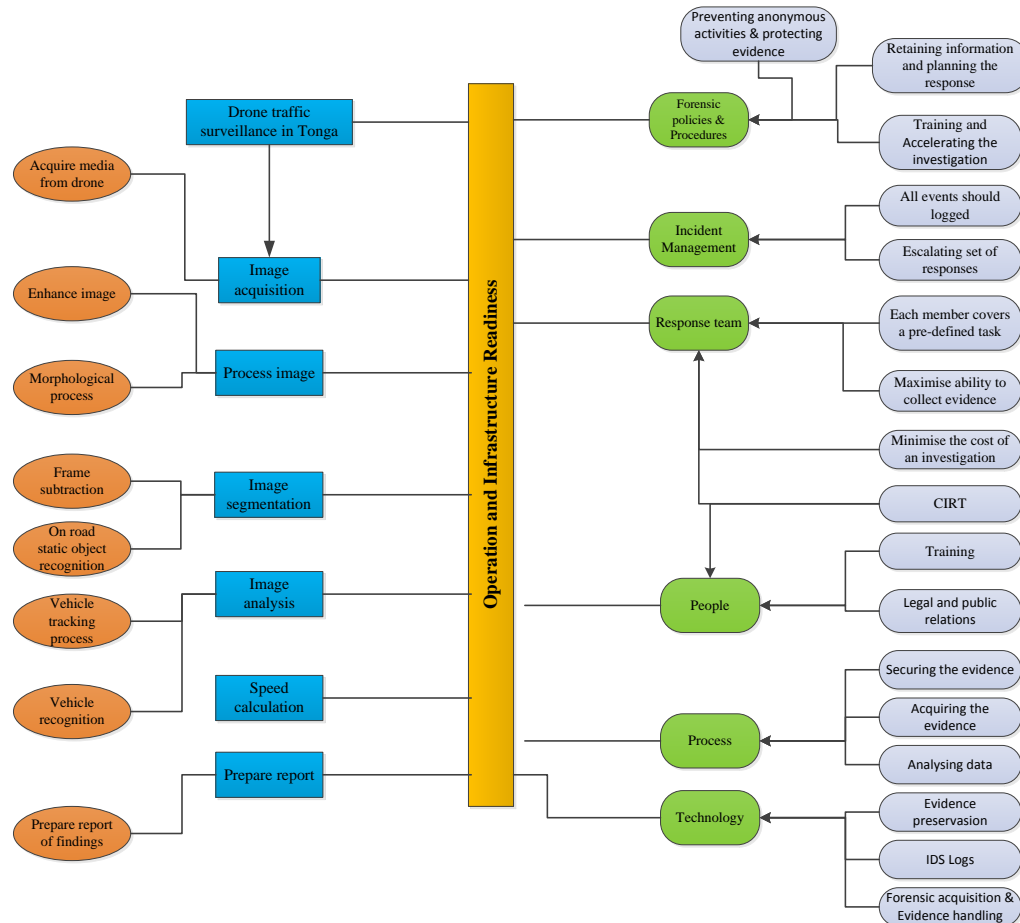 Preventing anonymous
activities & protecting
evidence
Retaining information
and planning the
response
Drone traffic
surveillance in Tonga
Forensic
policies &
Procedures
Training and
Accelerating the
investigation
Acquire media
from drone
All events should
logged
Incident
Management
Escalating set of
responses
Image
acquisition
Enhance image
Operation and Infrastructure Readiness
Response team
Each member covers
a pre-defined task
Process image
Morphological
process
Maximise ability to
collect evidence
Minimise the cost of
an investigation
Frame
subtraction
Image
segmentation
CIRT
On road
static object
recognition
Training
Image
analysis
People
Legal and public
relations
Vehicle
tracking
process
Securing the evidence
Speed
calculation
Vehicle
recognition
Acquiring the
evidence
Process
Analysing data
Prepare report
Evidence
preservasion
Technology
Prepare report
of findings
IDS Logs
Forensic acquisition &
Evidence handling